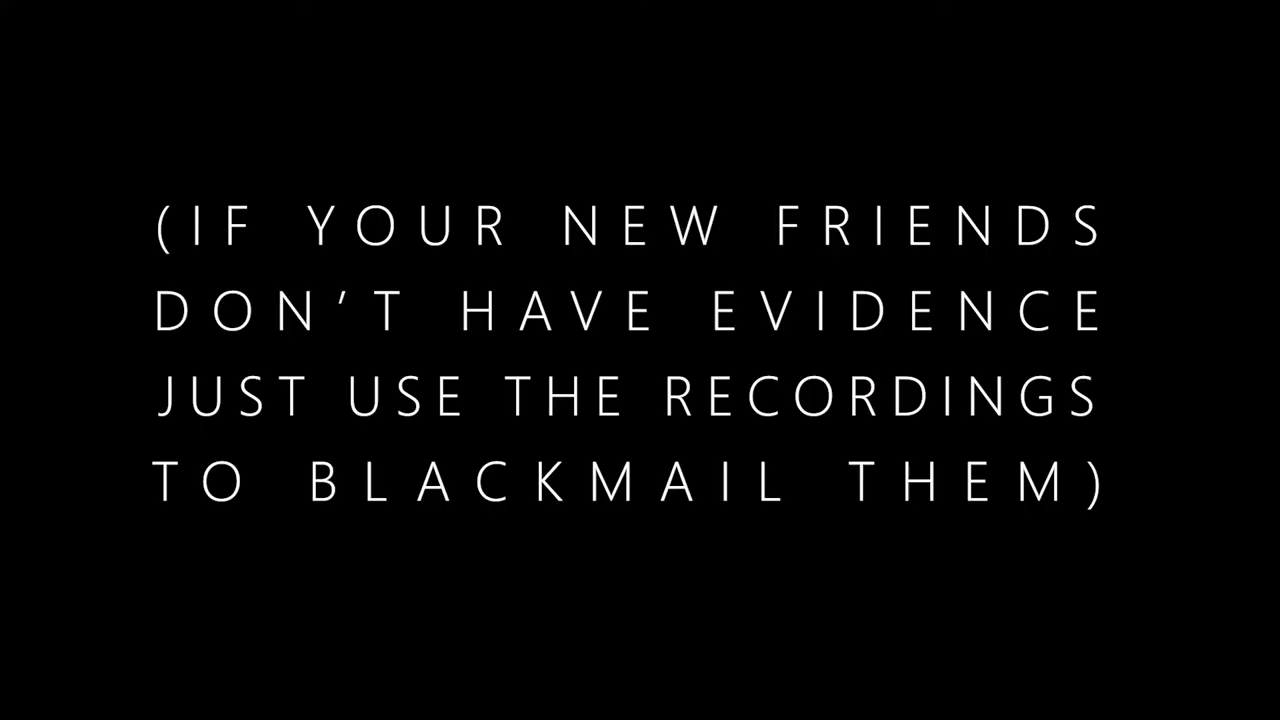 (IF YOUR NEW FRIENDS
DON’T HAVE EVIDENCE
JUST USE THE RECORDINGS
TO BLACKMAIL THEM)